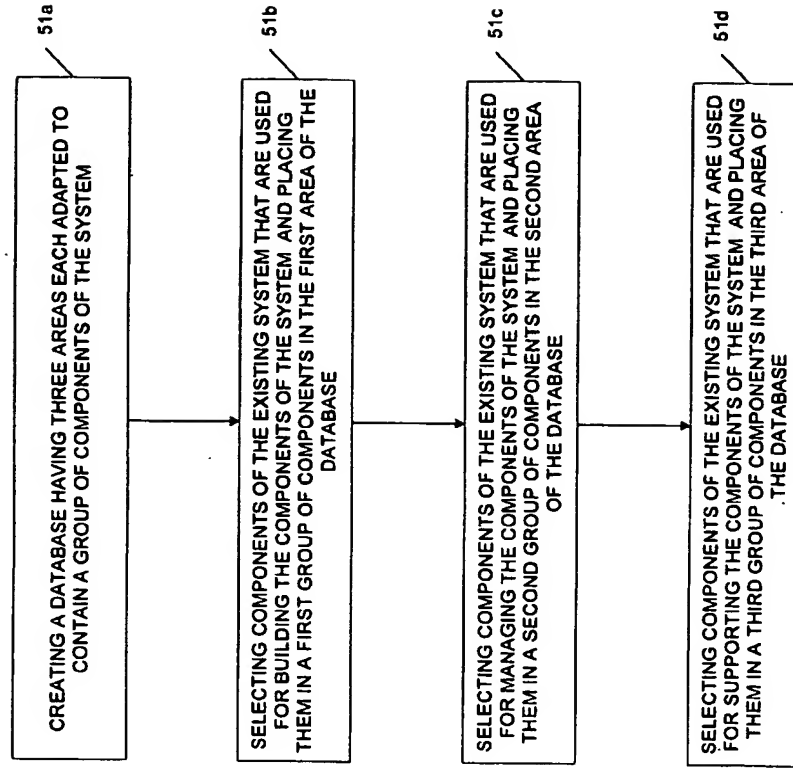 CREATING A DATABASE HAVING THREE AREAS EACH ADAPTED TO
CONTAIN A GROUP OF COMPONENTS OF THE SYSTEM
51a
SELECTING COMPONENTS OF THE EXISTING SYSTEM THAT ARE USED
FOR BUILDING THE COMPONENTS OF THE SYSTEM AND PLACING
THEM IN A FIRST GROUP OF COMPONENTS IN THE FIRST AREA OF THE
DATABASE
51b
SELECTING COMPONENTS OF THE EXISTING SYSTEM THAT ARE USED
FOR MANAGING THE COMPONENTS OF THE SYSTEM AND PLACING
THEM IN A SECOND GROUP OF COMPONENTS IN THE SECOND AREA
OF THE DATABASE
51c
SELECTING COMPONENTS OF THE EXISTING SYSTEM THAT ARE USED
FOR SUPPORTING THE COMPONENTS OF THE SYSTEM AND PLACING
THEM IN A THIRD GROUP OF COMPONENTS IN THE THIRD AREA OF
THE DATABASE
51d